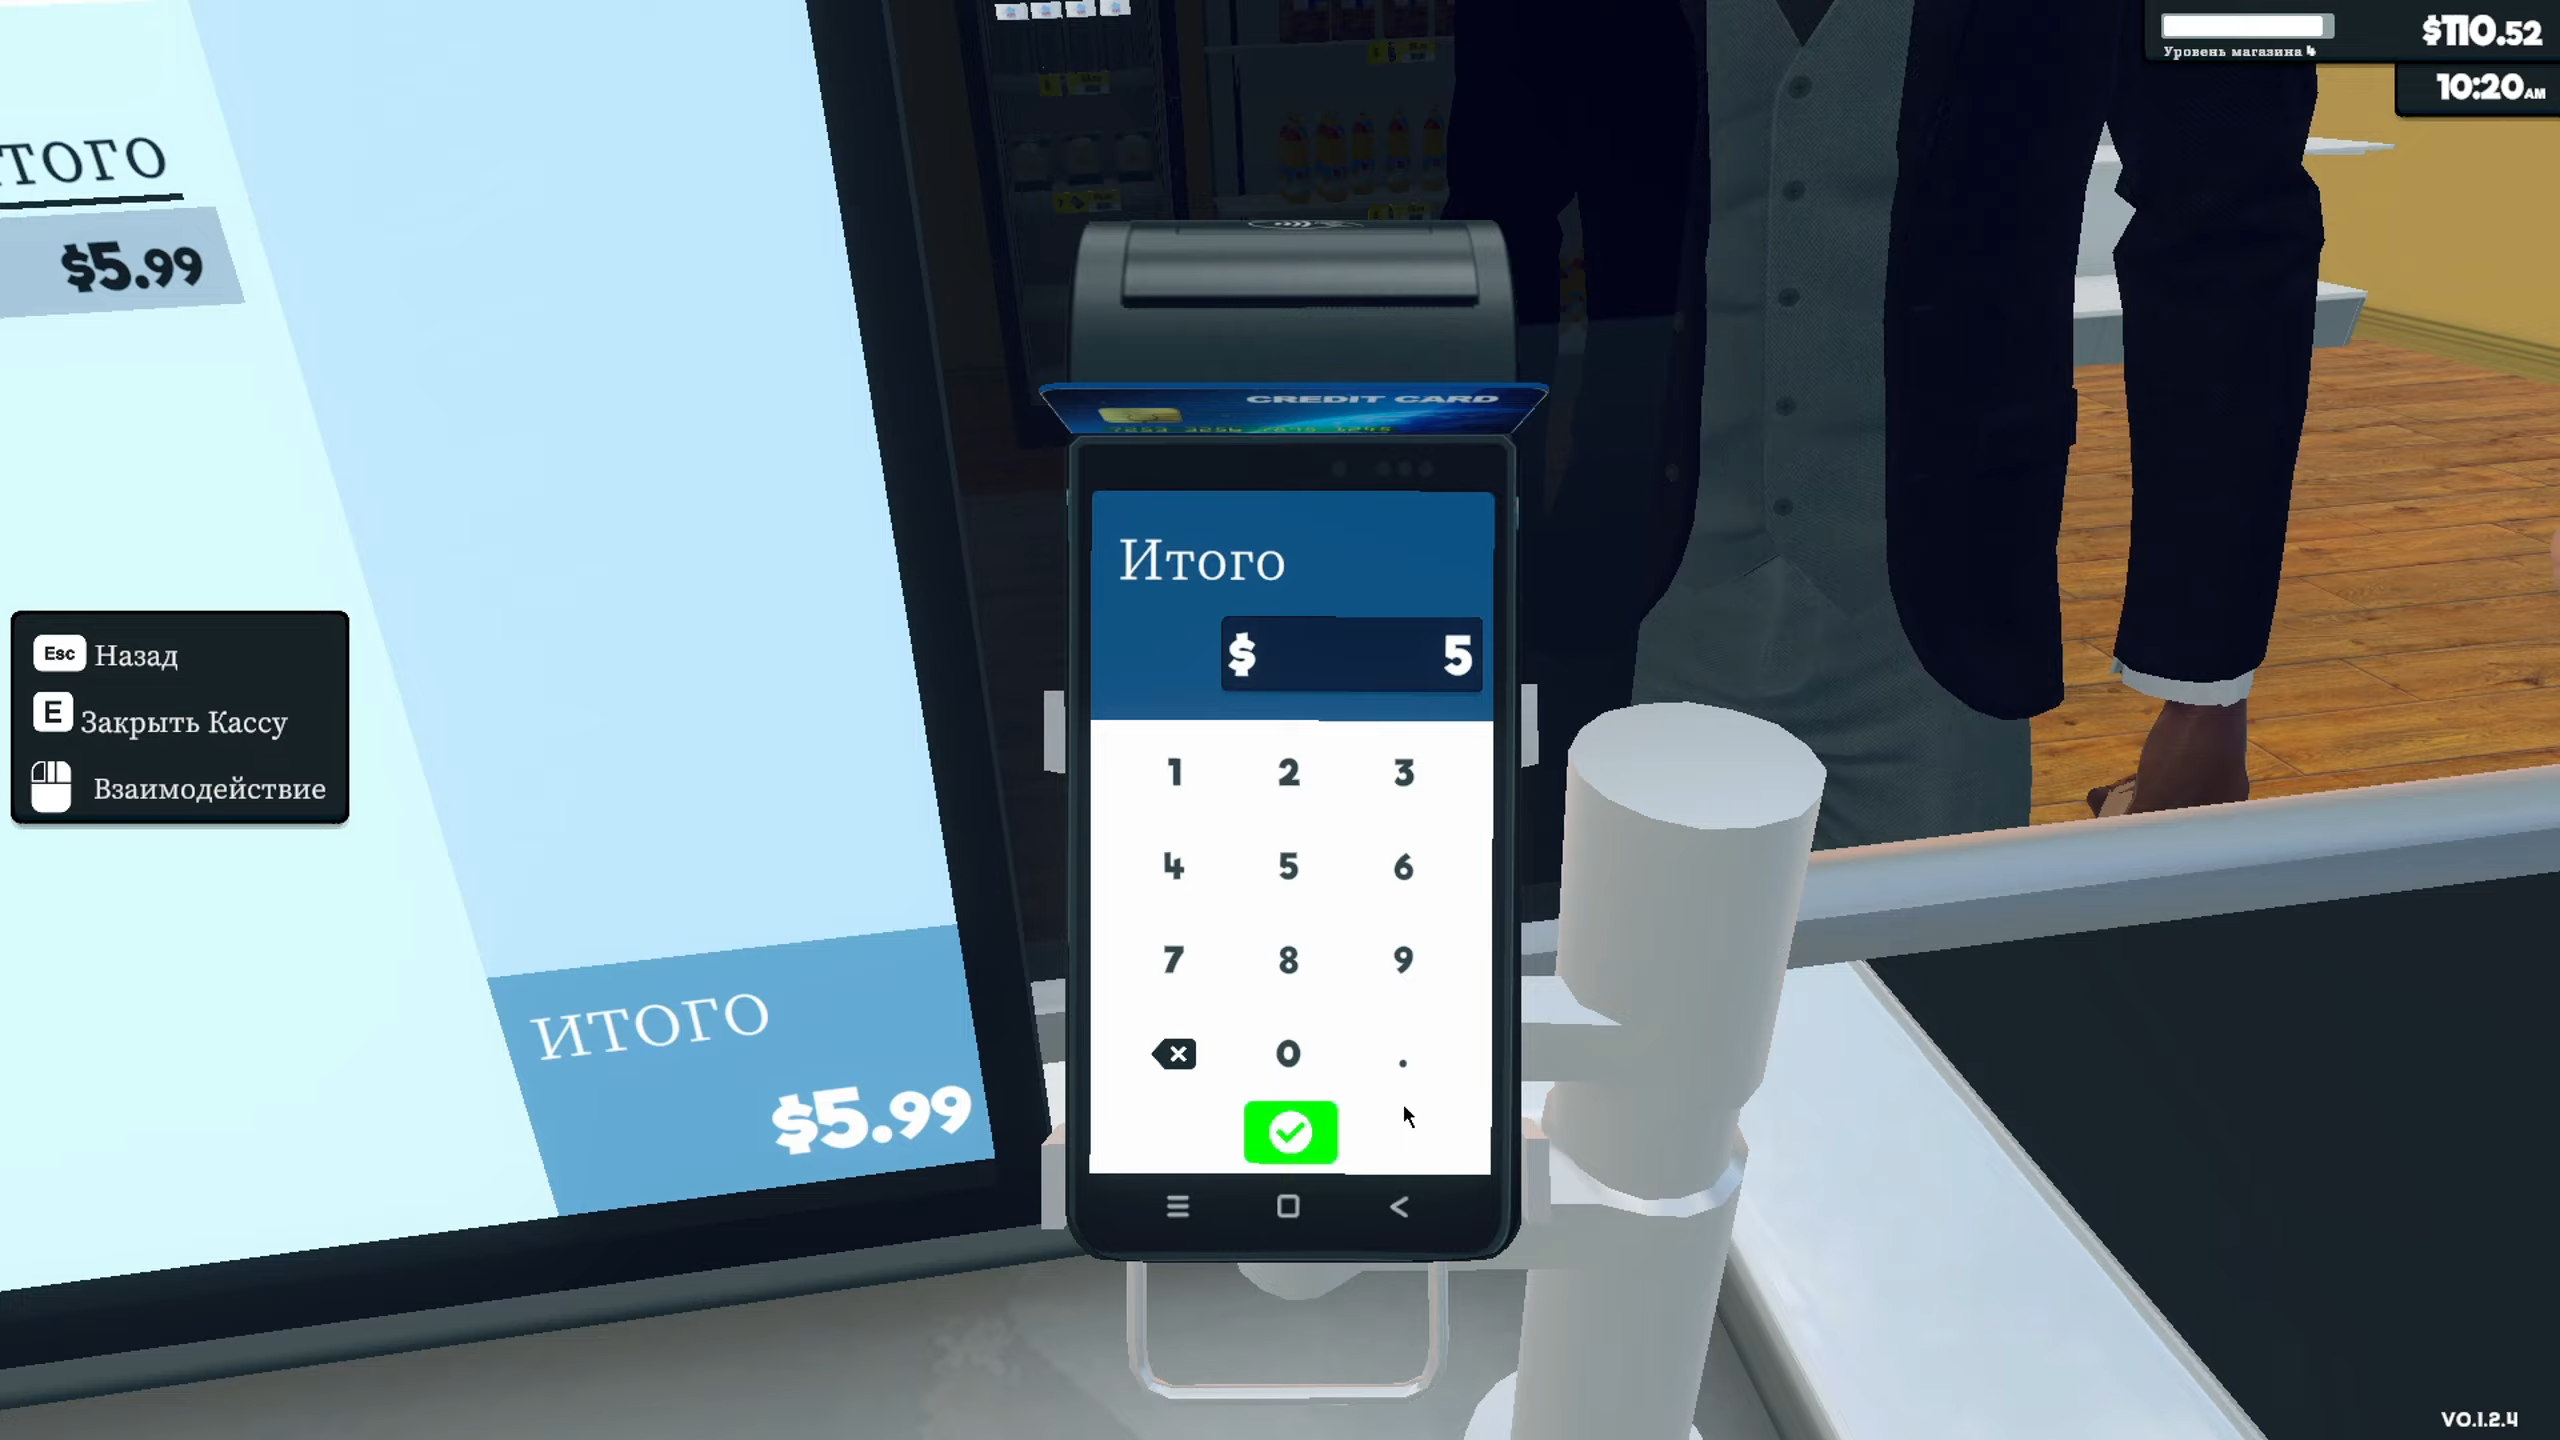 $110.52
Уровень магазина 4
10:20AM
ТОГО
$5.99
CREDIT CARD
Итого
$ 5
Esc Назад
E Закрыть Кассу
Взаимодействие
1 2 3
4 5 6
7 8 9
0 .
ИТОГО
$5.99
V0.1.2.4